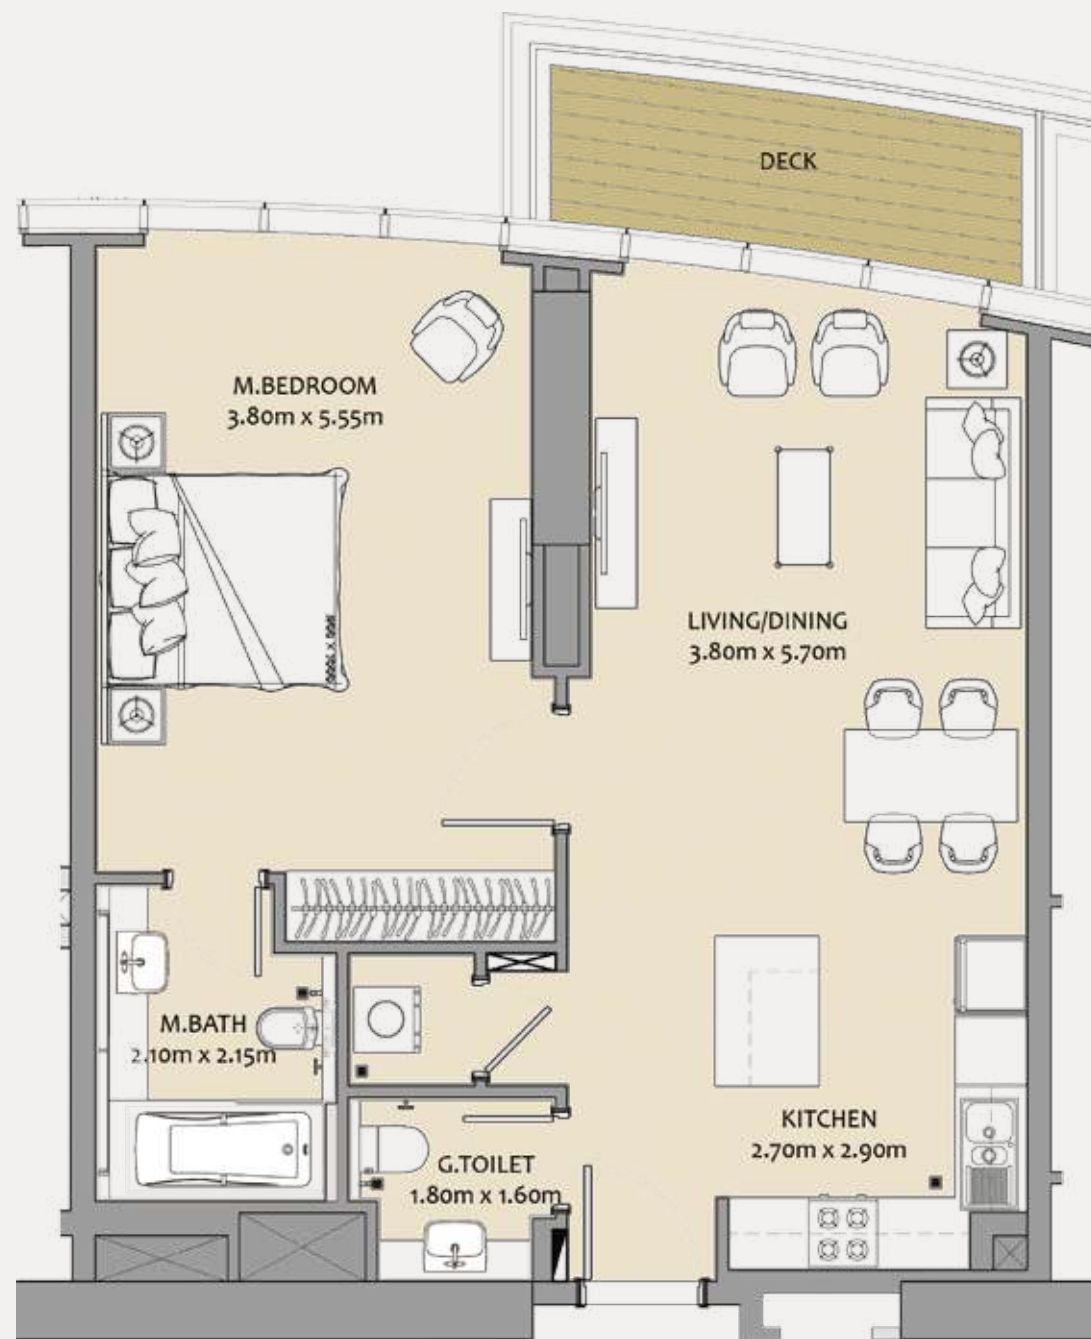 DECK
M.BEDROOM
3.80m x 5.55m
LIVING/DINING
3.80m x 5.70m
M.BATH
2.10m x 2.15m
KITCHEN
2.70m x 2.90m
G.TOILET
1.80m x 1.60m